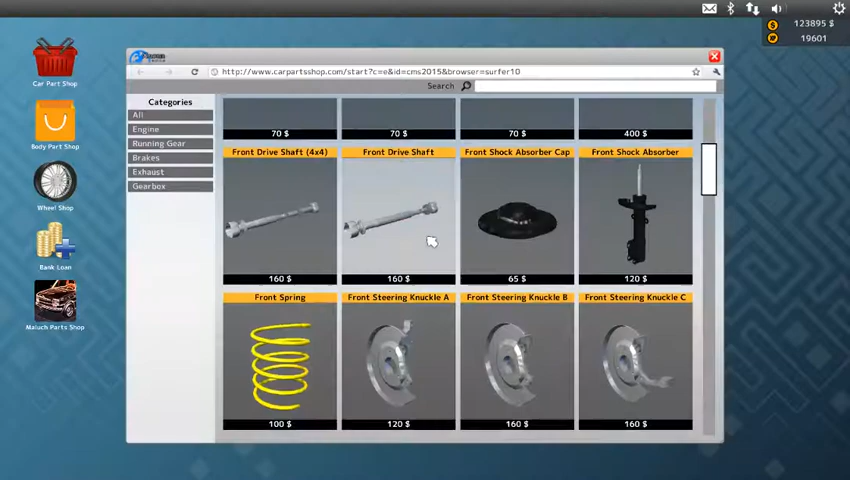 123895 $
19601
http://www.carpartsshop.com/start?c=e&id=cms2015&browser=surfer10
Search
Car Part Shop
Body Part Shop
Wheel Shop
Bank Loan
Maluch Parts Shop
Categories
All
Engine
Running Gear
Brakes
Exhaust
Gearbox
70 $
70 $
70 $
400 $
Front Drive Shaft (4x4)
Front Drive Shaft
Front Shock Absorber Cap
Front Shock Absorber
160 $
160 $
65 $
120 $
Front Spring
Front Steering Knuckle A
Front Steering Knuckle B
Front Steering Knuckle C
100 $
120 $
160 $
160 $